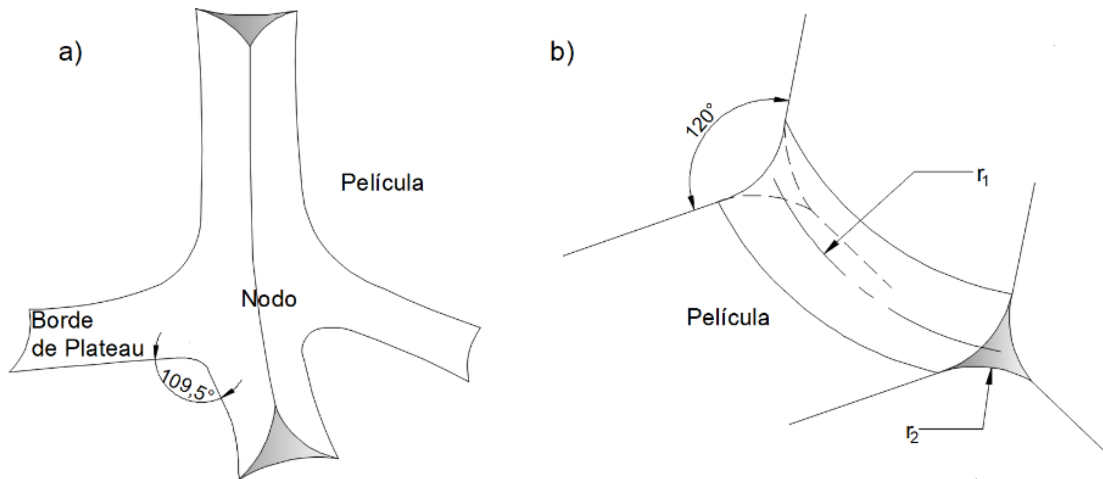 a)
Película
Nodo
Borde
de Plateau
109,5°
b)
120°
r₁
Película
r₂